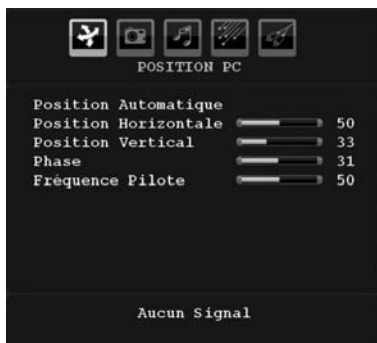 POSITION PC
Position Automatique
Position Horizontale 50
Position Vertical 33
Phase 31
Fréquence Pilote 50
Aucun Signal